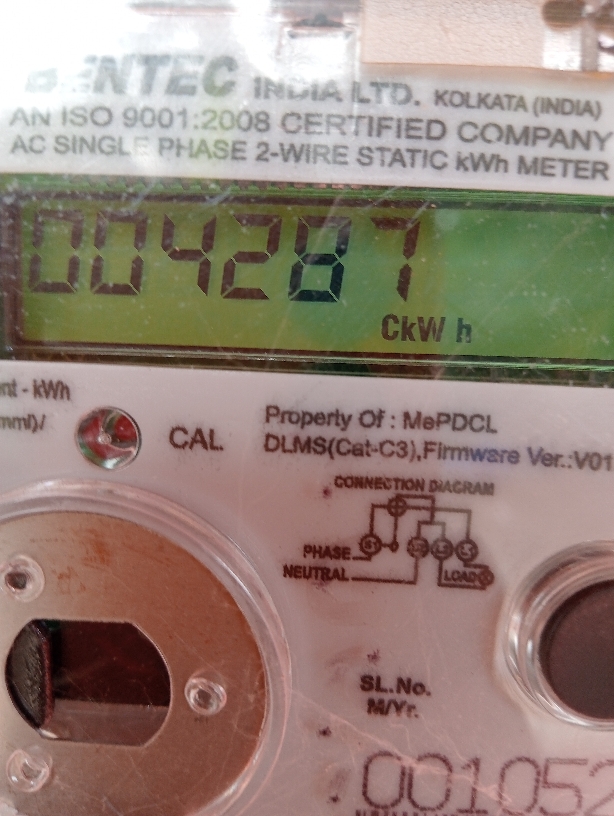 BENTEC INDIA LTD. KOLKATA (INDIA)
AN ISO 9001:2008 CERTIFIED COMPANY
AC SINGLE PHASE 2-WIRE STATIC kWh METER
004287
CkW h
- kWh
CAL
Property Of : MePDCL
DLMS(Cat-C3),Firmware Ver.:V01
CONNECTION DIAGRAM
PHASE
NEUTRAL
LOAD
SL.No.
M/Yr.
001052